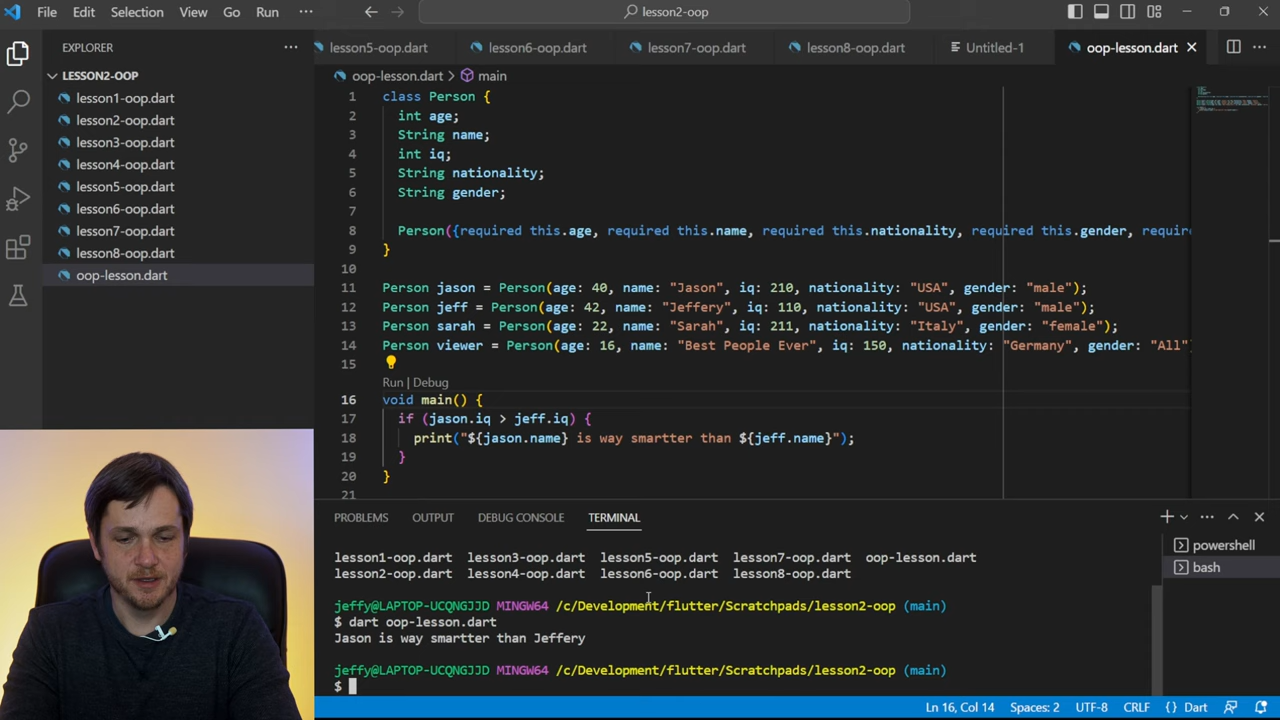 File Edit Selection View Go Run ··· lesson2-oop
EXPLORER ···
LESSON2-OOP
lesson1-oop.dart
lesson2-oop.dart
lesson3-oop.dart
lesson4-oop.dart
lesson5-oop.dart
lesson6-oop.dart
lesson7-oop.dart
lesson8-oop.dart
oop-lesson.dart
lesson5-oop.dart lesson6-oop.dart lesson7-oop.dart lesson8-oop.dart Untitled-1 oop-lesson.dart
oop-lesson.dart > main
1 class Person {
2 int age;
3 String name;
4 int iq;
5 String nationality;
6 String gender;
7
8 Person({required this.age, required this.name, required this.nationality, required this.gender, requir
9 }
10
11 Person jason = Person(age: 40, name: "Jason", iq: 210, nationality: "USA", gender: "male");
12 Person jeff = Person(age: 42, name: "Jeffery", iq: 110, nationality: "USA", gender: "male");
13 Person sarah = Person(age: 22, name: "Sarah", iq: 211, nationality: "Italy", gender: "female");
14 Person viewer = Person(age: 16, name: "Best People Ever", iq: 150, nationality: "Germany", gender: "All")
15
Run | Debug
16 void main() {
17 if (jason.iq > jeff.iq) {
18 print("${jason.name} is way smartter than ${jeff.name}");
19 }
20 }
21
PROBLEMS OUTPUT DEBUG CONSOLE TERMINAL
lesson1-oop.dart lesson3-oop.dart lesson5-oop.dart lesson7-oop.dart oop-lesson.dart
lesson2-oop.dart lesson4-oop.dart lesson6-oop.dart lesson8-oop.dart
jeffy@LAPTOP-UCQNGJJD MINGW64 /c/Development/flutter/Scratchpads/lesson2-oop (main)
$ dart oop-lesson.dart
Jason is way smartter than Jeffery
jeffy@LAPTOP-UCQNGJJD MINGW64 /c/Development/flutter/Scratchpads/lesson2-oop (main)
$
powershell
bash
Ln 16, Col 14 Spaces: 2 UTF-8 CRLF {} Dart